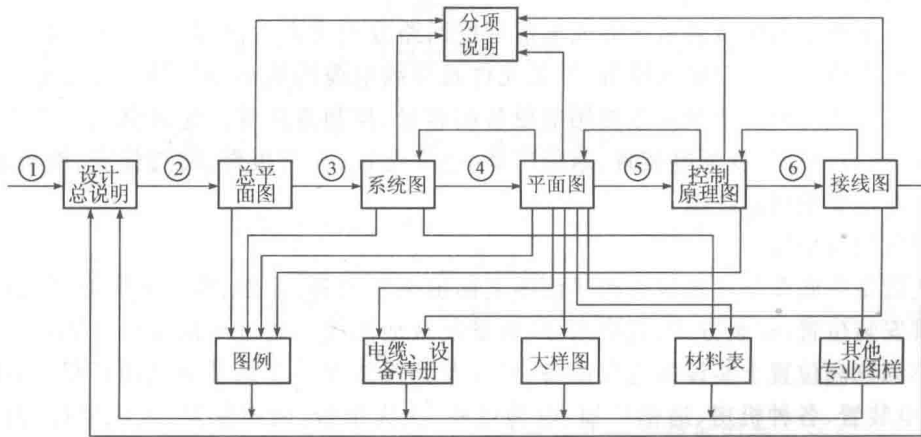 分项
说明
①
设计
总说明
②
总平
面图
③
系统图
④
平面图
⑤
控制
原理图
⑥
接线图
图例
电缆、设
备清册
大样图
材料表
其他
专业图样